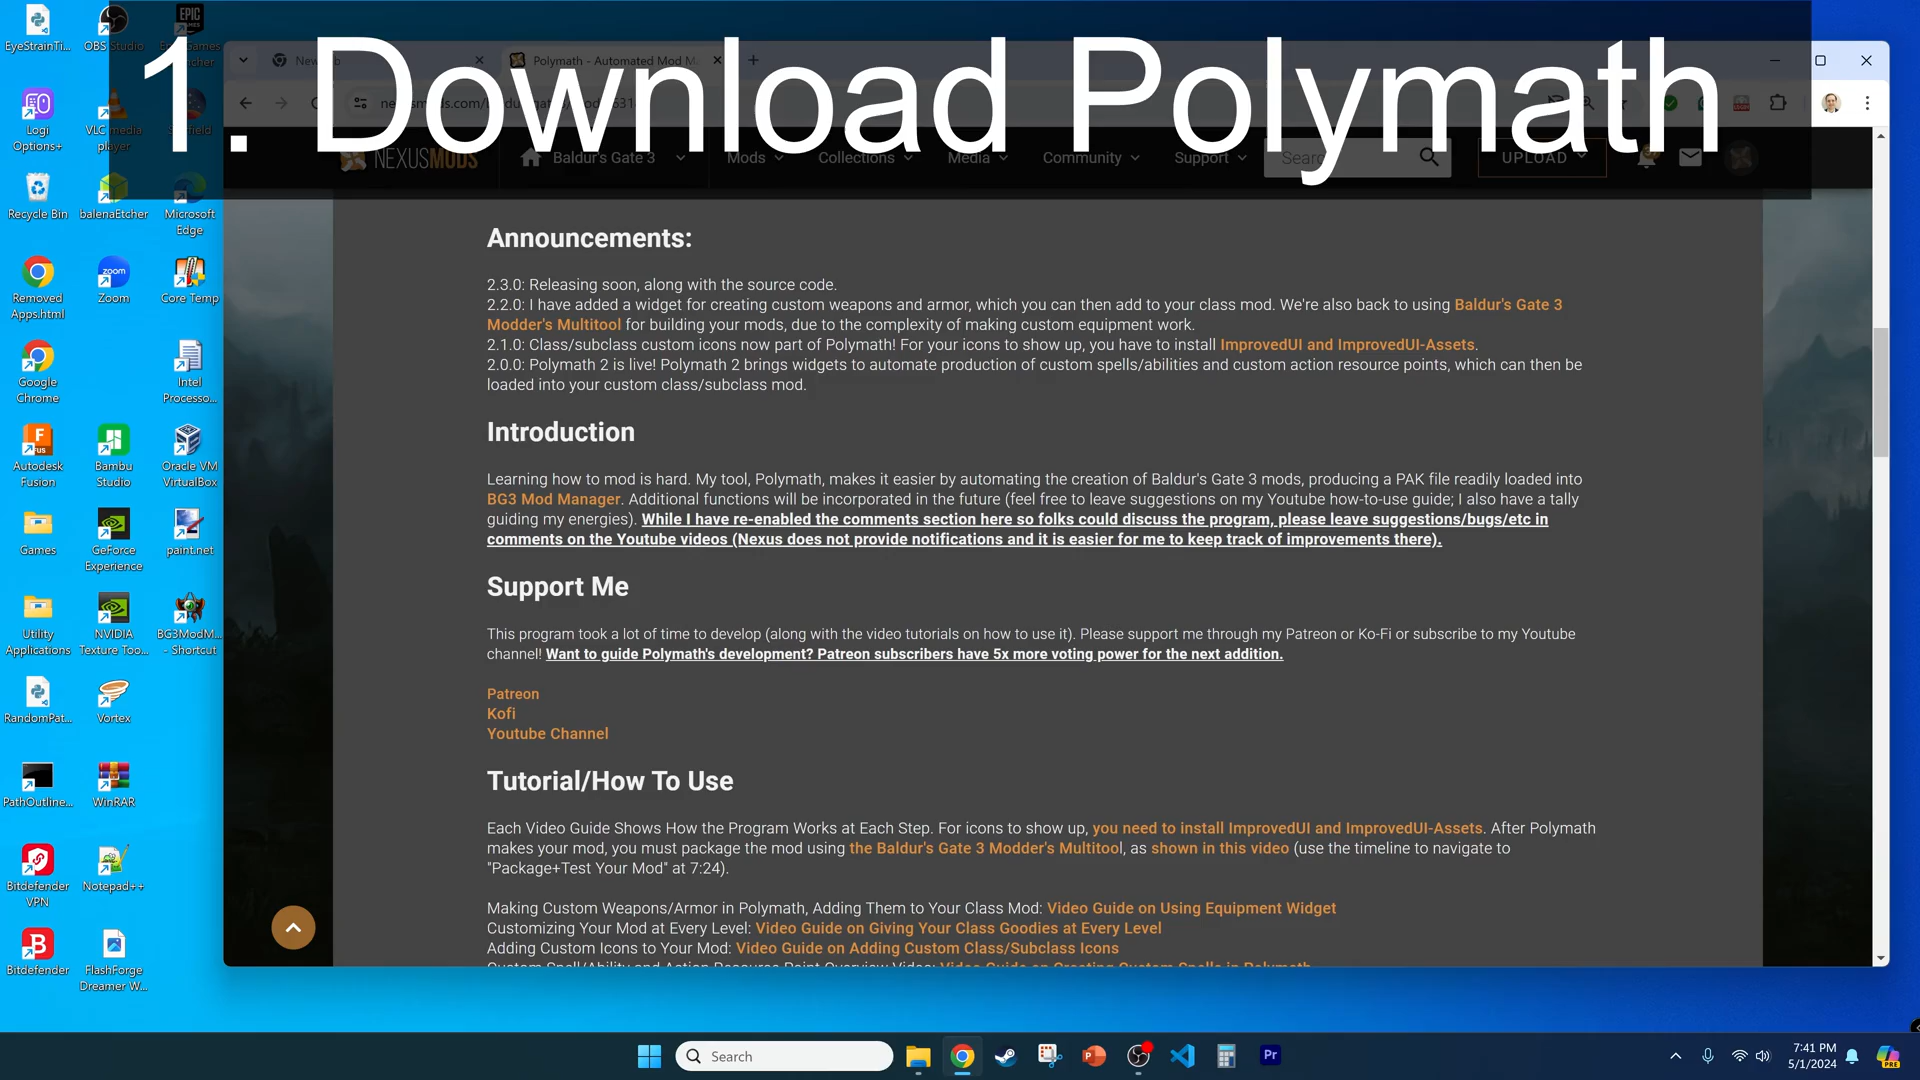 1. Download Polymath
EyeStrainTi...
OBS Studio
Polymath - Automated Mod M
NEXUSMODS
Baldur's Gate 3
Mods
Collections
Media
Community
Support
Search
UPLOAD
Logi Options+
VLC media player
Recycle Bin
balenaEtcher
Microsoft Edge
Removed Apps.html
Zoom
zoom
Core Temp
Google Chrome
Intel Processo...
Autodesk Fusion
Bambu Studio
Oracle VM VirtualBox
Games
GeForce Experience
paint.net
Utility Applications
NVIDIA Texture Too...
BG3ModM... - Shortcut
RandomPat...
Vortex
PathOutline...
WinRAR
Bitdefender VPN
Notepad++
Bitdefender
FlashForge Dreamer W...
Announcements:
2.3.0: Releasing soon, along with the source code.
2.2.0: I have added a widget for creating custom weapons and armor, which you can then add to your class mod. We're also back to using Baldur's Gate 3
Modder's Multitool for building your mods, due to the complexity of making custom equipment work.
2.1.0: Class/subclass custom icons now part of Polymath! For your icons to show up, you have to install ImprovedUI and ImprovedUI-Assets.
2.0.0: Polymath 2 is live! Polymath 2 brings widgets to automate production of custom spells/abilities and custom action resource points, which can then be
loaded into your custom class/subclass mod.
Introduction
Learning how to mod is hard. My tool, Polymath, makes it easier by automating the creation of Baldur's Gate 3 mods, producing a PAK file readily loaded into
BG3 Mod Manager. Additional functions will be incorporated in the future (feel free to leave suggestions on my Youtube how-to-use guide; I also have a tally
guiding my energies). While I have re-enabled the comments section here so folks could discuss the program, please leave suggestions/bugs/etc in
comments on the Youtube videos (Nexus does not provide notifications and it is easier for me to keep track of improvements there).
Support Me
This program took a lot of time to develop (along with the video tutorials on how to use it). Please support me through my Patreon or Ko-Fi or subscribe to my Youtube
channel! Want to guide Polymath's development? Patreon subscribers have 5x more voting power for the next addition.
Patreon
Kofi
Youtube Channel
Tutorial/How To Use
Each Video Guide Shows How the Program Works at Each Step. For icons to show up, you need to install ImprovedUI and ImprovedUI-Assets. After Polymath
makes your mod, you must package the mod using the Baldur's Gate 3 Modder's Multitool, as shown in this video (use the timeline to navigate to
"Package+Test Your Mod" at 7:24).
Making Custom Weapons/Armor in Polymath, Adding Them to Your Class Mod: Video Guide on Using Equipment Widget
Customizing Your Mod at Every Level: Video Guide on Giving Your Class Goodies at Every Level
Adding Custom Icons to Your Mod: Video Guide on Adding Custom Class/Subclass Icons
Custom Spell/Ability and Action Resource Point Overview Video: Video Guide on Creating Custom Spells in Polymath
Search
7:41 PM
5/1/2024